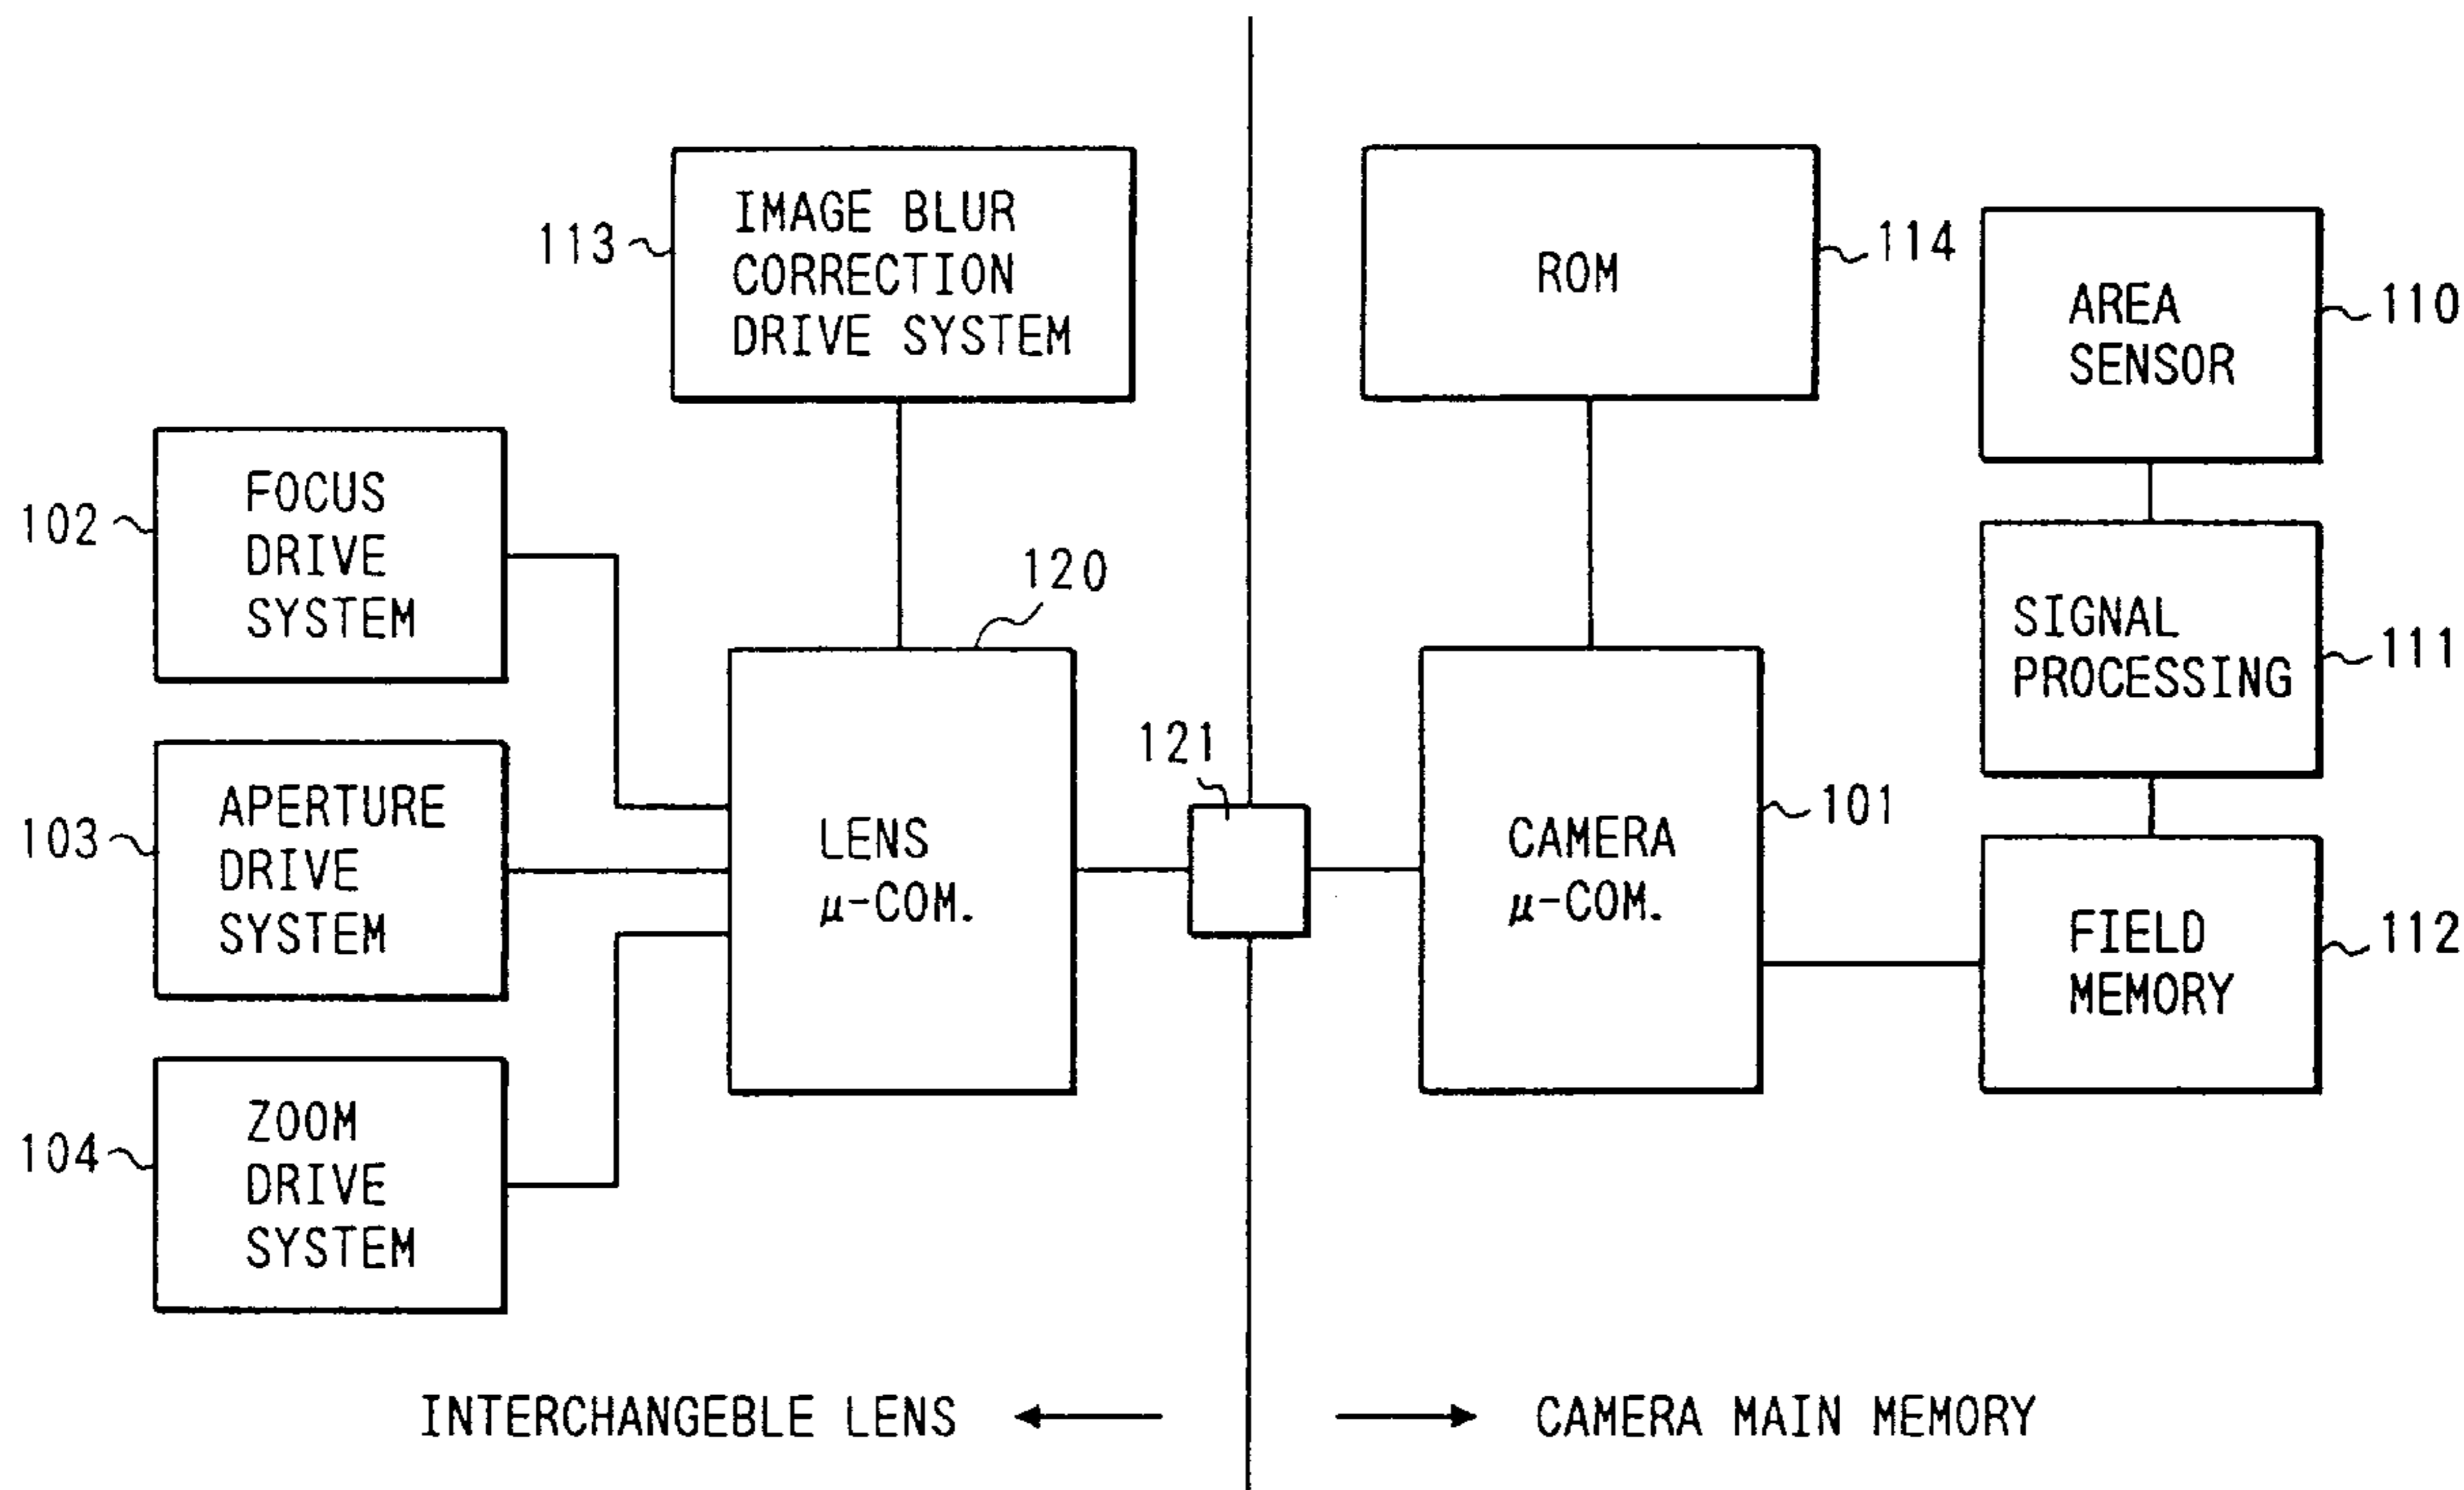 IMAGE BLUR
CORRECTION
DRIVE SYSTEM
113
ROM
114
AREA
SENSOR
110
FOCUS
DRIVE
SYSTEM
102
120
SIGNAL
PROCESSING
111
121
APERTURE
DRIVE
SYSTEM
103
LENS
μ-COM.
CAMERA
μ-COM.
101
FIELD
MEMORY
112
ZOOM
DRIVE
SYSTEM
104
INTERCHANGEBLE LENS
CAMERA MAIN MEMORY